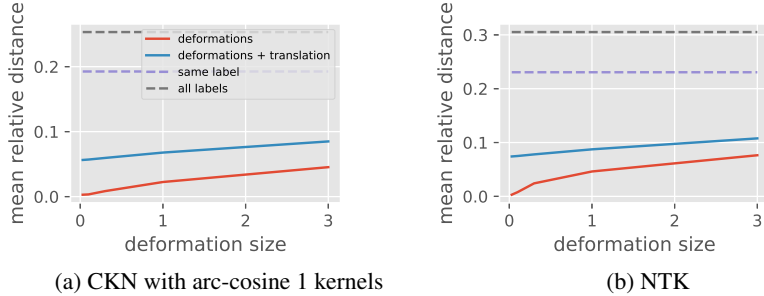 mean relative distance
0.2
0.1
0.0
deformations
deformations + translation
same label
all labels
0 1 2 3
deformation size
(a) CKN with arc-cosine 1 kernels
mean relative distance
0.3
0.2
0.1
0.0
0 1 2 3
deformation size
(b) NTK